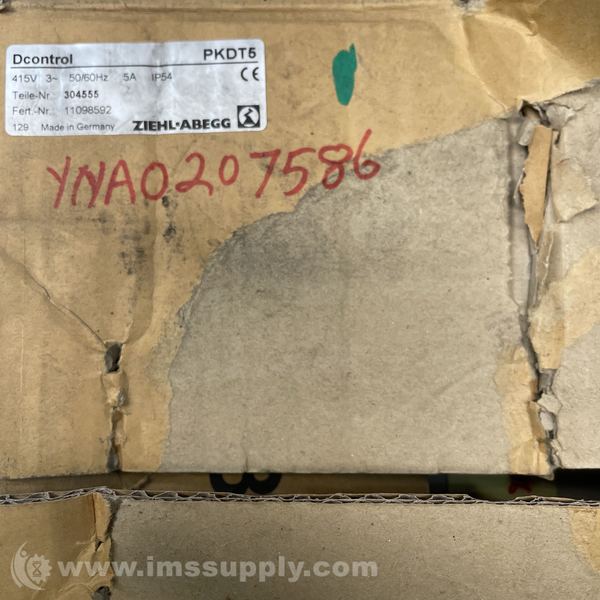 Dcontrol PKDT5
415V 3~ 50/60Hz 5A IP54
Teile-Nr. 304555
Fert.-Nr. 11098592
129 Made in Germany ZIEHL-ABEGG
YNA0207586
www.imssupply.com